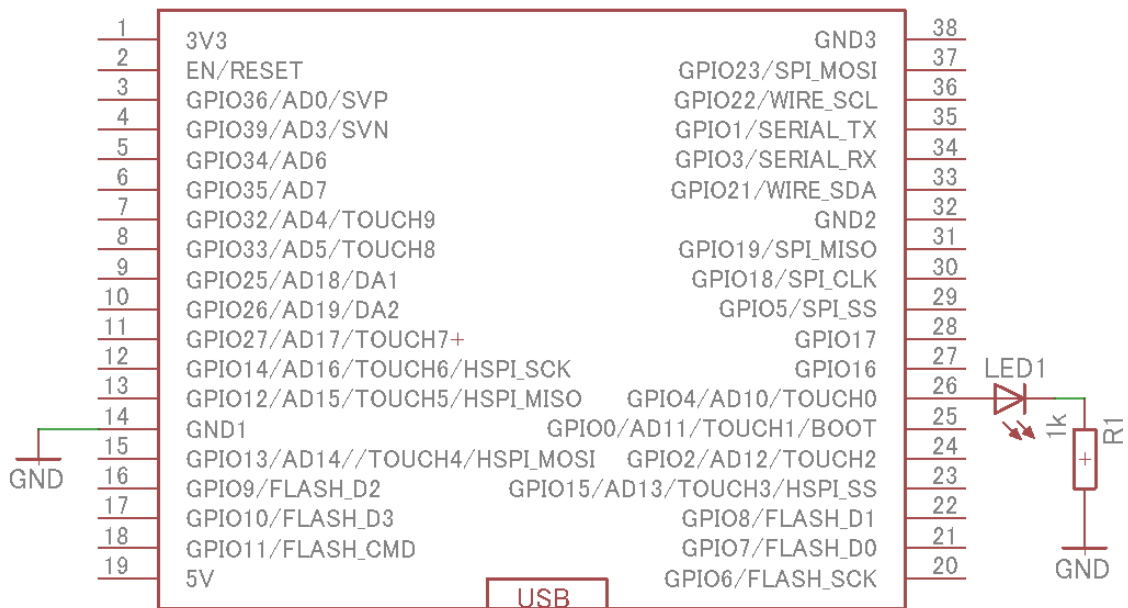 1 3V3 GND3 38
2 EN/RESET GPIO23/SPI_MOSI 37
3 GPIO36/AD0/SVP GPIO22/WIRE_SCL 36
4 GPIO39/AD3/SVN GPIO1/SERIAL_TX 35
5 GPIO34/AD6 GPIO3/SERIAL_RX 34
6 GPIO35/AD7 GPIO21/WIRE_SDA 33
7 GPIO32/AD4/TOUCH9 GND2 32
8 GPIO33/AD5/TOUCH8 GPIO19/SPI_MISO 31
9 GPIO25/AD18/DA1 GPIO18/SPI_CLK 30
10 GPIO26/AD19/DA2 GPIO5/SPI_SS 29
11 GPIO27/AD17/TOUCH7 GPIO17 28
12 GPIO14/AD16/TOUCH6/HSPI_SCK GPIO16 27 LED1
13 GPIO12/AD15/TOUCH5/HSPI_MISO GPIO4/AD10/TOUCH0 26
14 GND1 GPIO0/AD11/TOUCH1/BOOT 25 1k R1
15 GPIO13/AD14//TOUCH4/HSPI_MOSI GPIO2/AD12/TOUCH2 24
GND 16 GPIO9/FLASH_D2 GPIO15/AD13/TOUCH3/HSPI_SS 23
17 GPIO10/FLASH_D3 GPIO8/FLASH_D1 22
18 GPIO11/FLASH_CMD GPIO7/FLASH_D0 21
19 5V GPIO6/FLASH_SCK 20 GND
USB